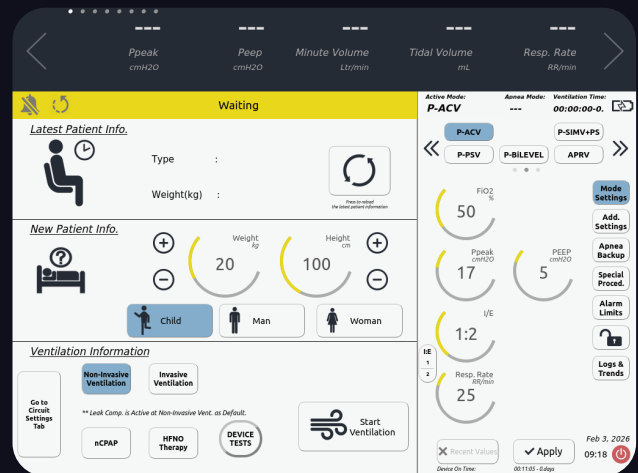 --- --- --- --- ---
Ppeak Peep Minute Volume Tidal Volume Resp. Rate
cmH2O cmH2O Ltr/min mL RR/min
Waiting
Active Mode: Apnea Mode: Ventilation Time:
P-ACV --- 00:00:00-0.
Latest Patient Info.
Type :
Weight(kg) :
Press to reload
the latest patient information
P-ACV P-SIMV+PS
P-PSV P-BiLEVEL APRV
New Patient Info.
Weight
kg
20
Height
cm
100
Child Man Woman
FiO2
%
50
Ppeak
cmH2O
17
PEEP
cmH2O
5
I/E
1:2
I:E
1
2
Resp. Rate
RR/min
25
Mode
Settings
Add.
Settings
Apnea
Backup
Special
Proced.
Alarm
Limits
Logs &
Trends
Ventilation Information
Go to
Circuit
Settings
Tab
Non-Invasive
Ventilation
Invasive
Ventilation
** Leak Comp. is Active at Non-Invasive Vent. as Default.
nCPAP
HFNO
Therapy
DEVICE
TESTS
Start
Ventilation
Recent Values
Apply
Feb 3, 2026
09:18
Device On Time: 00:11:05 - 0.days